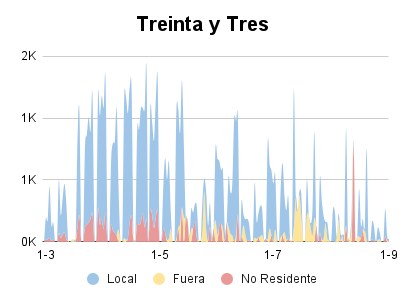 Treinta y Tres
2K
1K
1K
0K
1-3 1-5 1-7 1-9
Local Fuera No Residente